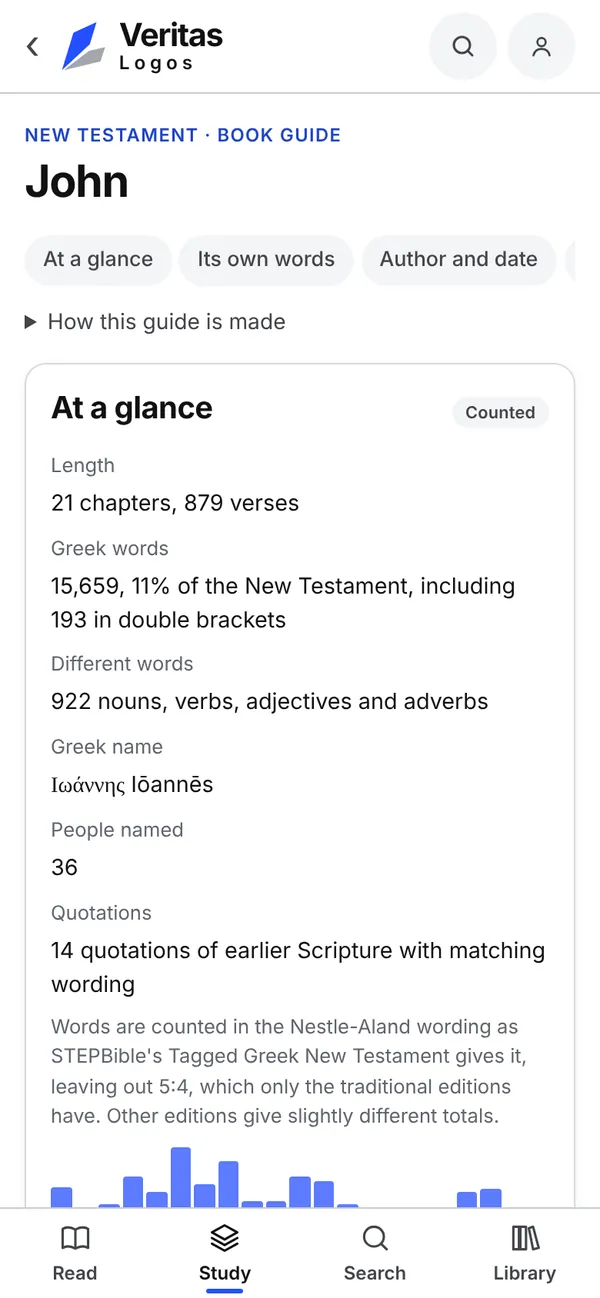 Veritas
Logos
NEW TESTAMENT · BOOK GUIDE
John
At a glance
Its own words
Author and date
How this guide is made
At a glance
Counted
Length
21 chapters, 879 verses
Greek words
15,659, 11% of the New Testament, including
193 in double brackets
Different words
922 nouns, verbs, adjectives and adverbs
Greek name
Ιωάννης Iōannēs
People named
36
Quotations
14 quotations of earlier Scripture with matching
wording
Words are counted in the Nestle-Aland wording as
STEPBible's Tagged Greek New Testament gives it,
leaving out 5:4, which only the traditional editions
have. Other editions give slightly different totals.
Read
Study
Search
Library